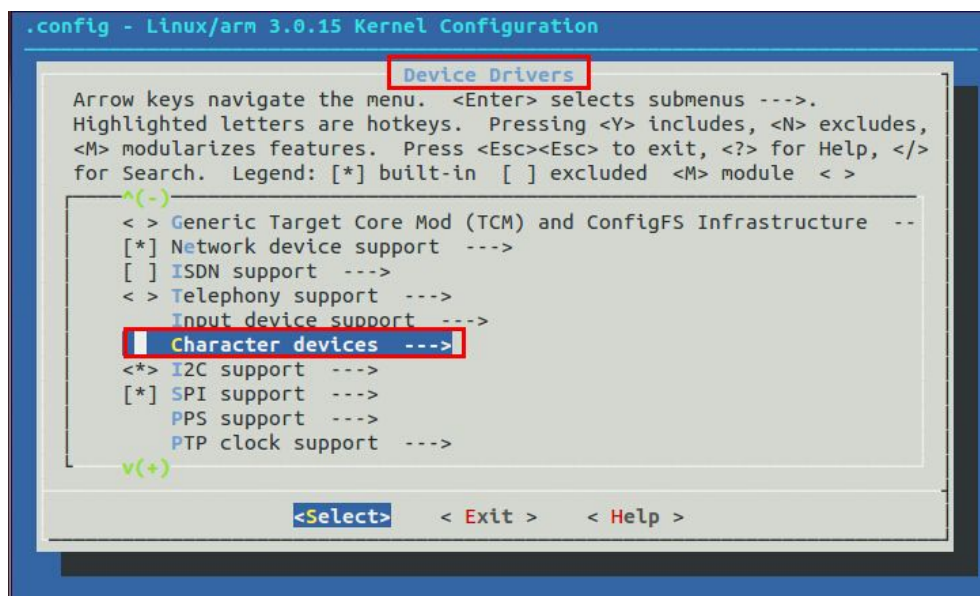 .config - Linux/arm 3.0.15 Kernel Configuration
Device Drivers
Arrow keys navigate the menu.  <Enter> selects submenus --->.
Highlighted letters are hotkeys.  Pressing <Y> includes, <N> excludes,
<M> modularizes features.  Press <Esc><Esc> to exit, <?> for Help, </>
for Search.  Legend: [*] built-in  [ ] excluded  <M> module  < >
^(-)
< > Generic Target Core Mod (TCM) and ConfigFS Infrastructure  --
[*] Network device support  --->
[ ] ISDN support  --->
< > Telephony support  --->
Input device support  --->
Character devices  --->
<*> I2C support  --->
[*] SPI support  --->
PPS support  --->
PTP clock support  --->
v(+)
<Select>    < Exit >    < Help >